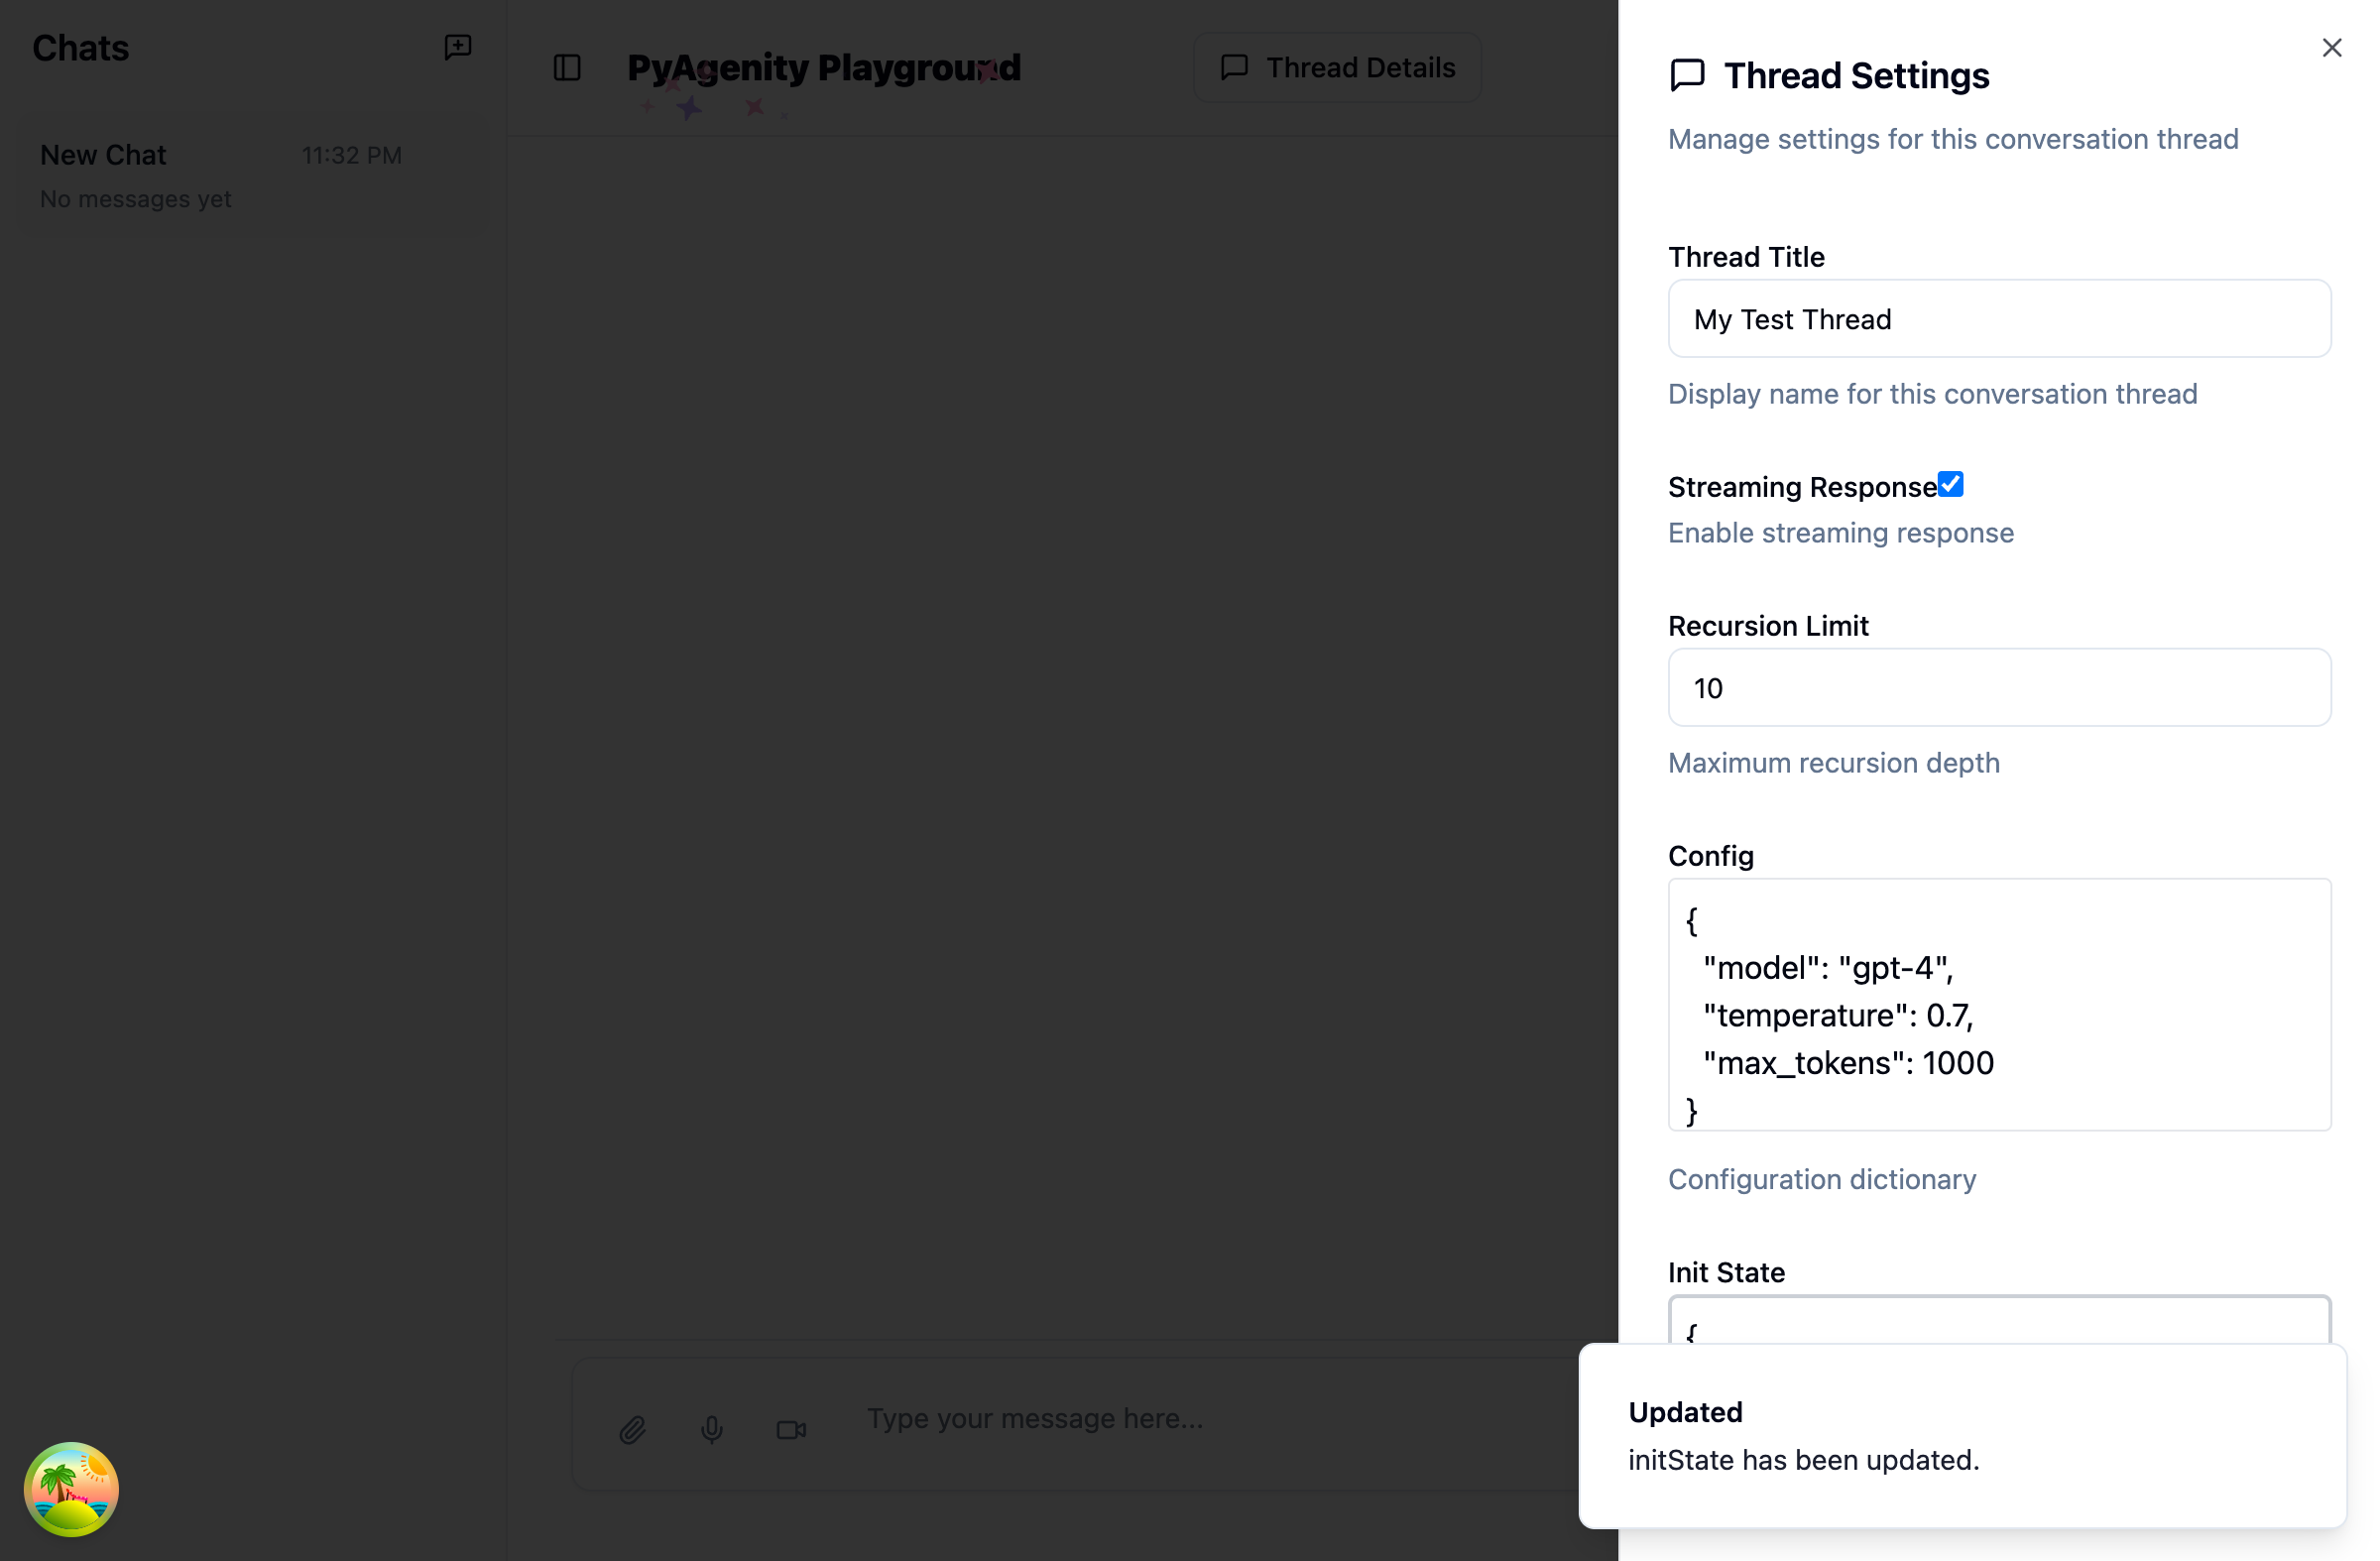 Chats
New Chat 11:32 PM
No messages yet
PyAgenity Playground
Thread Details
Type your message here...
Thread Settings
Manage settings for this conversation thread
Thread Title
My Test Thread
Display name for this conversation thread
Streaming Response
Enable streaming response
Recursion Limit
10
Maximum recursion depth
Config
{
"model": "gpt-4",
"temperature": 0.7,
"max_tokens": 1000
}
Configuration dictionary
Init State
{
Updated
initState has been updated.